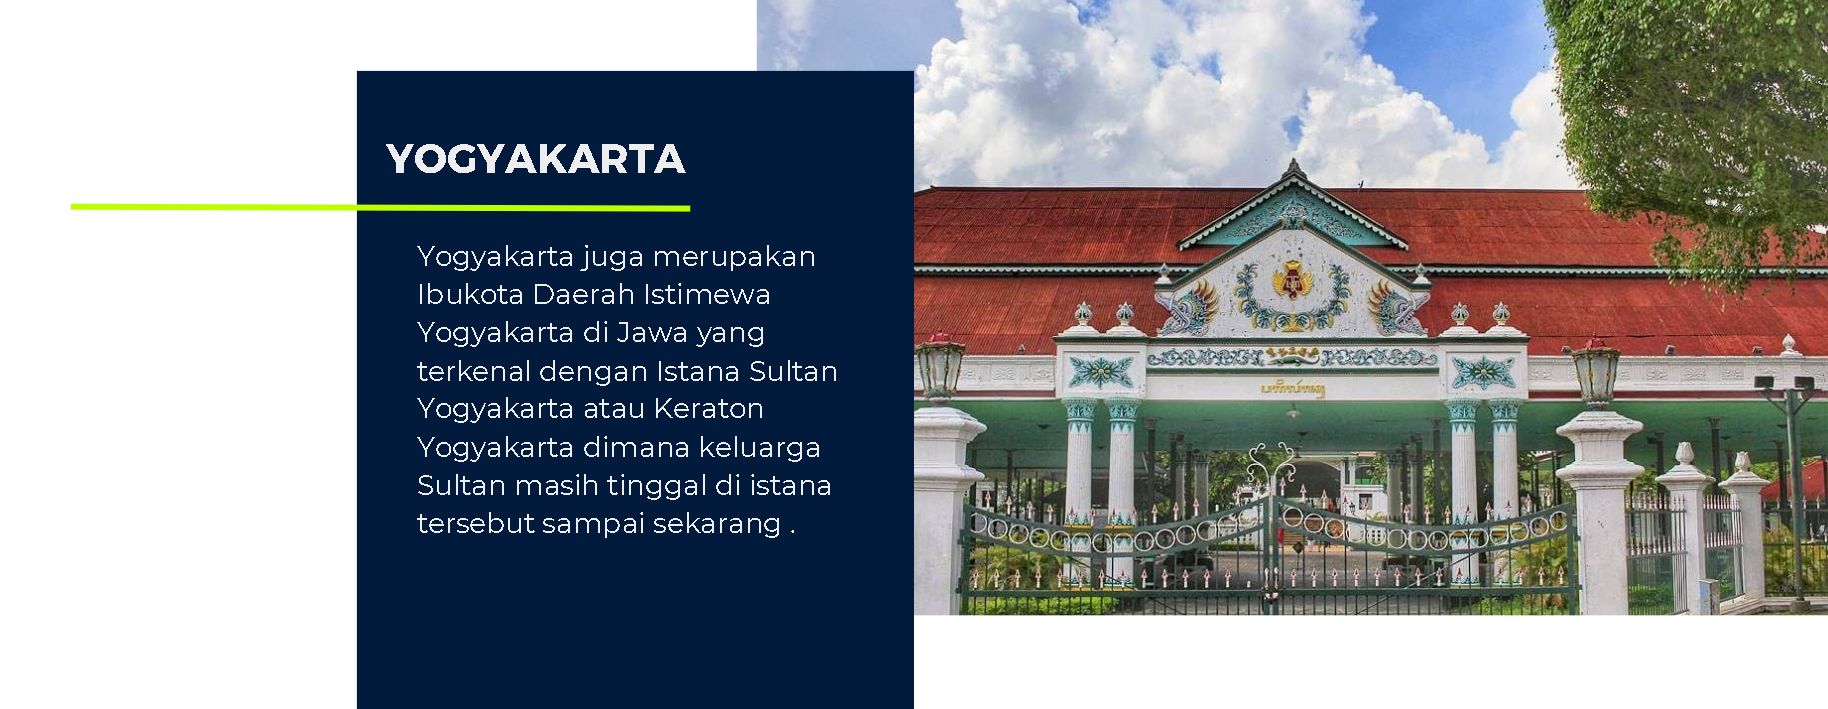 YOGYAKARTA
Yogyakarta juga merupakan
Ibukota Daerah Istimewa
Yogyakarta di Jawa yang
terkenal dengan Istana Sultan
Yogyakarta atau Keraton
Yogyakarta dimana keluarga
Sultan masih tinggal di istana
tersebut sampai sekarang .